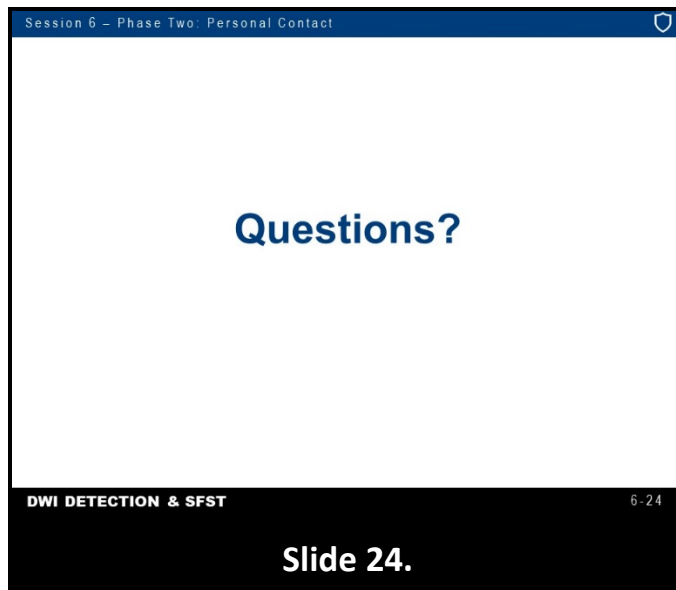 Session 6 – Phase Two: Personal Contact
Questions?
DWI DETECTION & SFST
6-24
Slide 24.